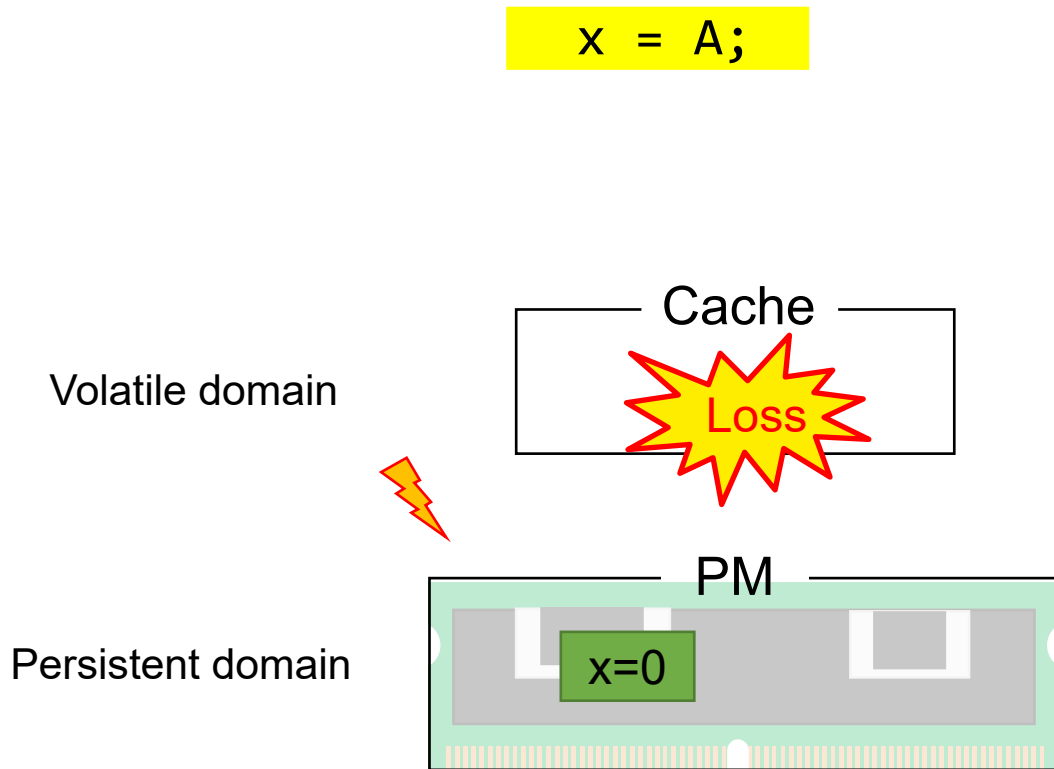 x = A;
Cache
Volatile domain
Loss
PM
Persistent domain
x=0